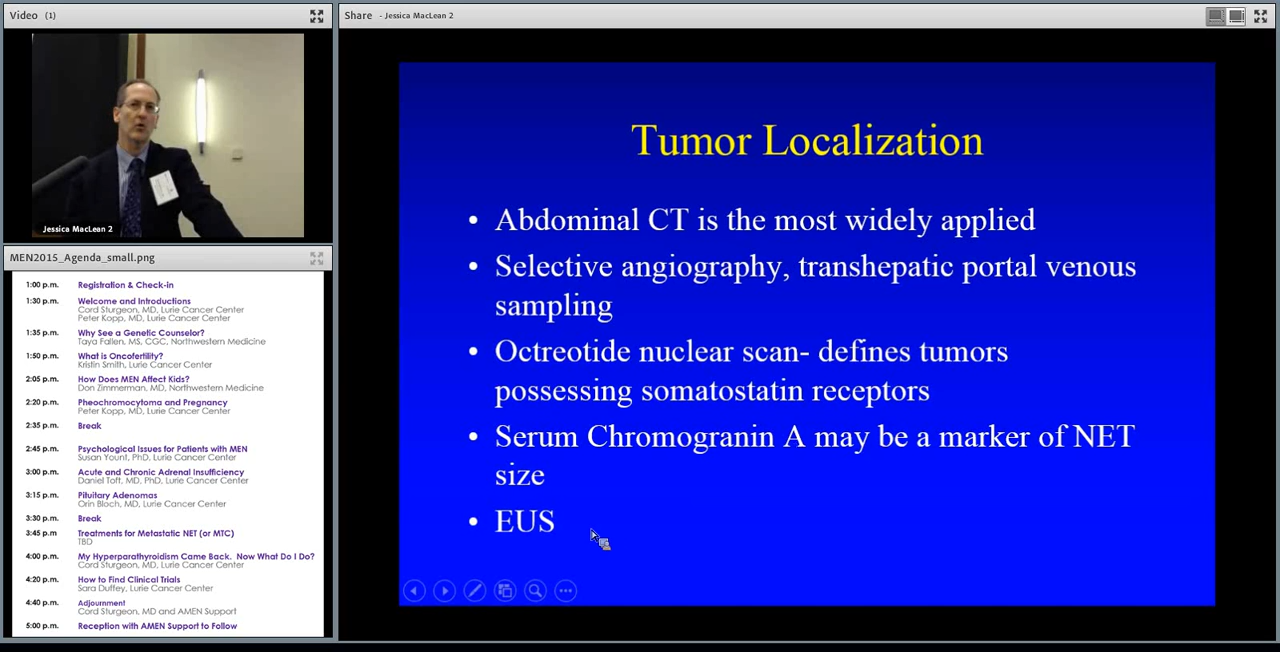 Video (1)
Jessica MacLean 2
MEN2015_Agenda_small.png
1:00 p.m. Registration & Check-in
1:30 p.m. Welcome and Introductions
Cord Sturgeon, MD, Lurie Cancer Center
Peter Kopp, MD, Lurie Cancer Center
1:35 p.m. Why See a Genetic Counselor?
Taya Fallen, MS, CGC, Northwestern Medicine
1:50 p.m. What is Oncofertility?
Kristin Smith, Lurie Cancer Center
2:05 p.m. How Does MEN Affect Kids?
Don Zimmerman, MD, Northwestern Medicine
2:20 p.m. Pheochromocytoma and Pregnancy
Peter Kopp, MD, Lurie Cancer Center
2:35 p.m. Break
2:45 p.m. Psychological Issues for Patients with MEN
Susan Yount, PhD, Lurie Cancer Center
3:00 p.m. Acute and Chronic Adrenal Insufficiency
Daniel Toft, MD, PhD, Lurie Cancer Center
3:15 p.m. Pituitary Adenomas
Orin Bloch, MD, Lurie Cancer Center
3:30 p.m. Break
3:45 p.m Treatments for Metastatic NET (or MTC)
TBD
4:00 p.m. My Hyperparathyroidism Came Back. Now What Do I Do?
Cord Sturgeon, MD, Lurie Cancer Center
4:20 p.m. How to Find Clinical Trials
Sara Duffey, Lurie Cancer Center
4:40 p.m. Adjournment
Cord Sturgeon, MD and AMEN Support
5:00 p.m. Reception with AMEN Support to Follow
Share - Jessica MacLean 2
Tumor Localization
• Abdominal CT is the most widely applied
• Selective angiography, transhepatic portal venous
sampling
• Octreotide nuclear scan- defines tumors
possessing somatostatin receptors
• Serum Chromogranin A may be a marker of NET
size
• EUS